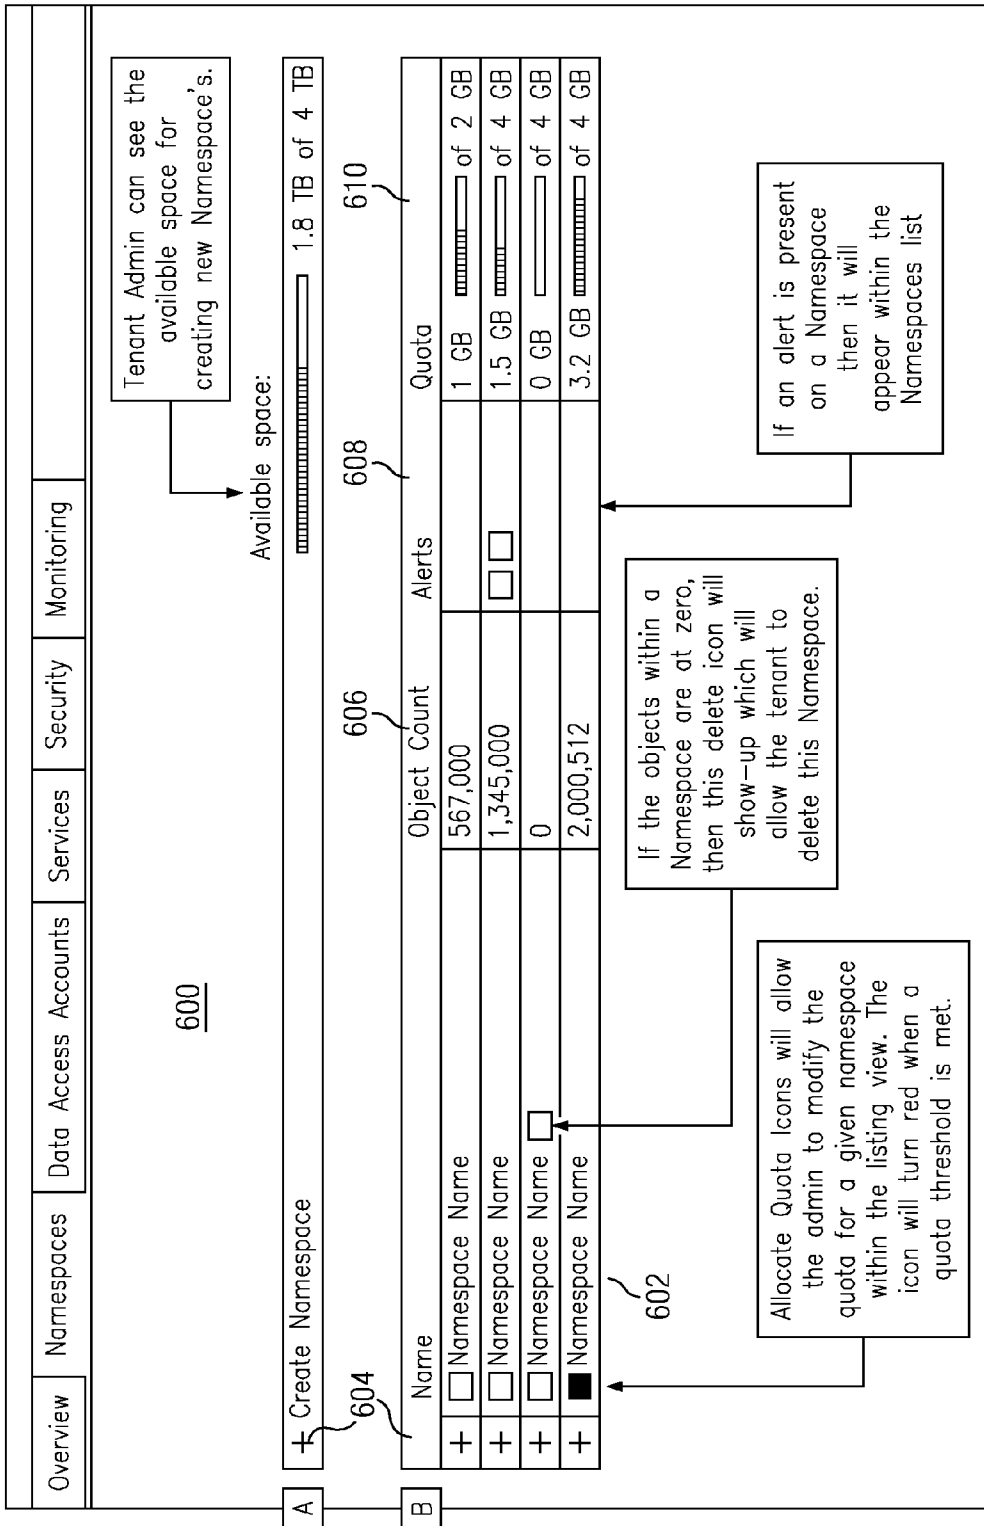 Overview
Namespaces
Data Access Accounts
Services
Security
Monitoring
600
Tenant Admin can see the
available space for
creating new Namespace's.
Available space:
A
+ Create Namespace
1.8 TB of 4 TB
604
606
608
610
B
Name
Object Count
Alerts
Quota
+ Namespace Name
567,000
1 GB
of 2 GB
+ Namespace Name
1,345,000
1.5 GB
of 4 GB
+ Namespace Name
0
0 GB
of 4 GB
+ Namespace Name
2,000,512
3.2 GB
of 4 GB
602
Allocate Quota Icons will allow
the admin to modify the
quota for a given namespace
within the listing view. The
icon will turn red when a
quota threshold is met.
If the objects within a
Namespace are at zero,
then this delete icon will
show-up which will
allow the tenant to
delete this Namespace.
If an alert is present
on a Namespace
then it will
appear within the
Namespaces list